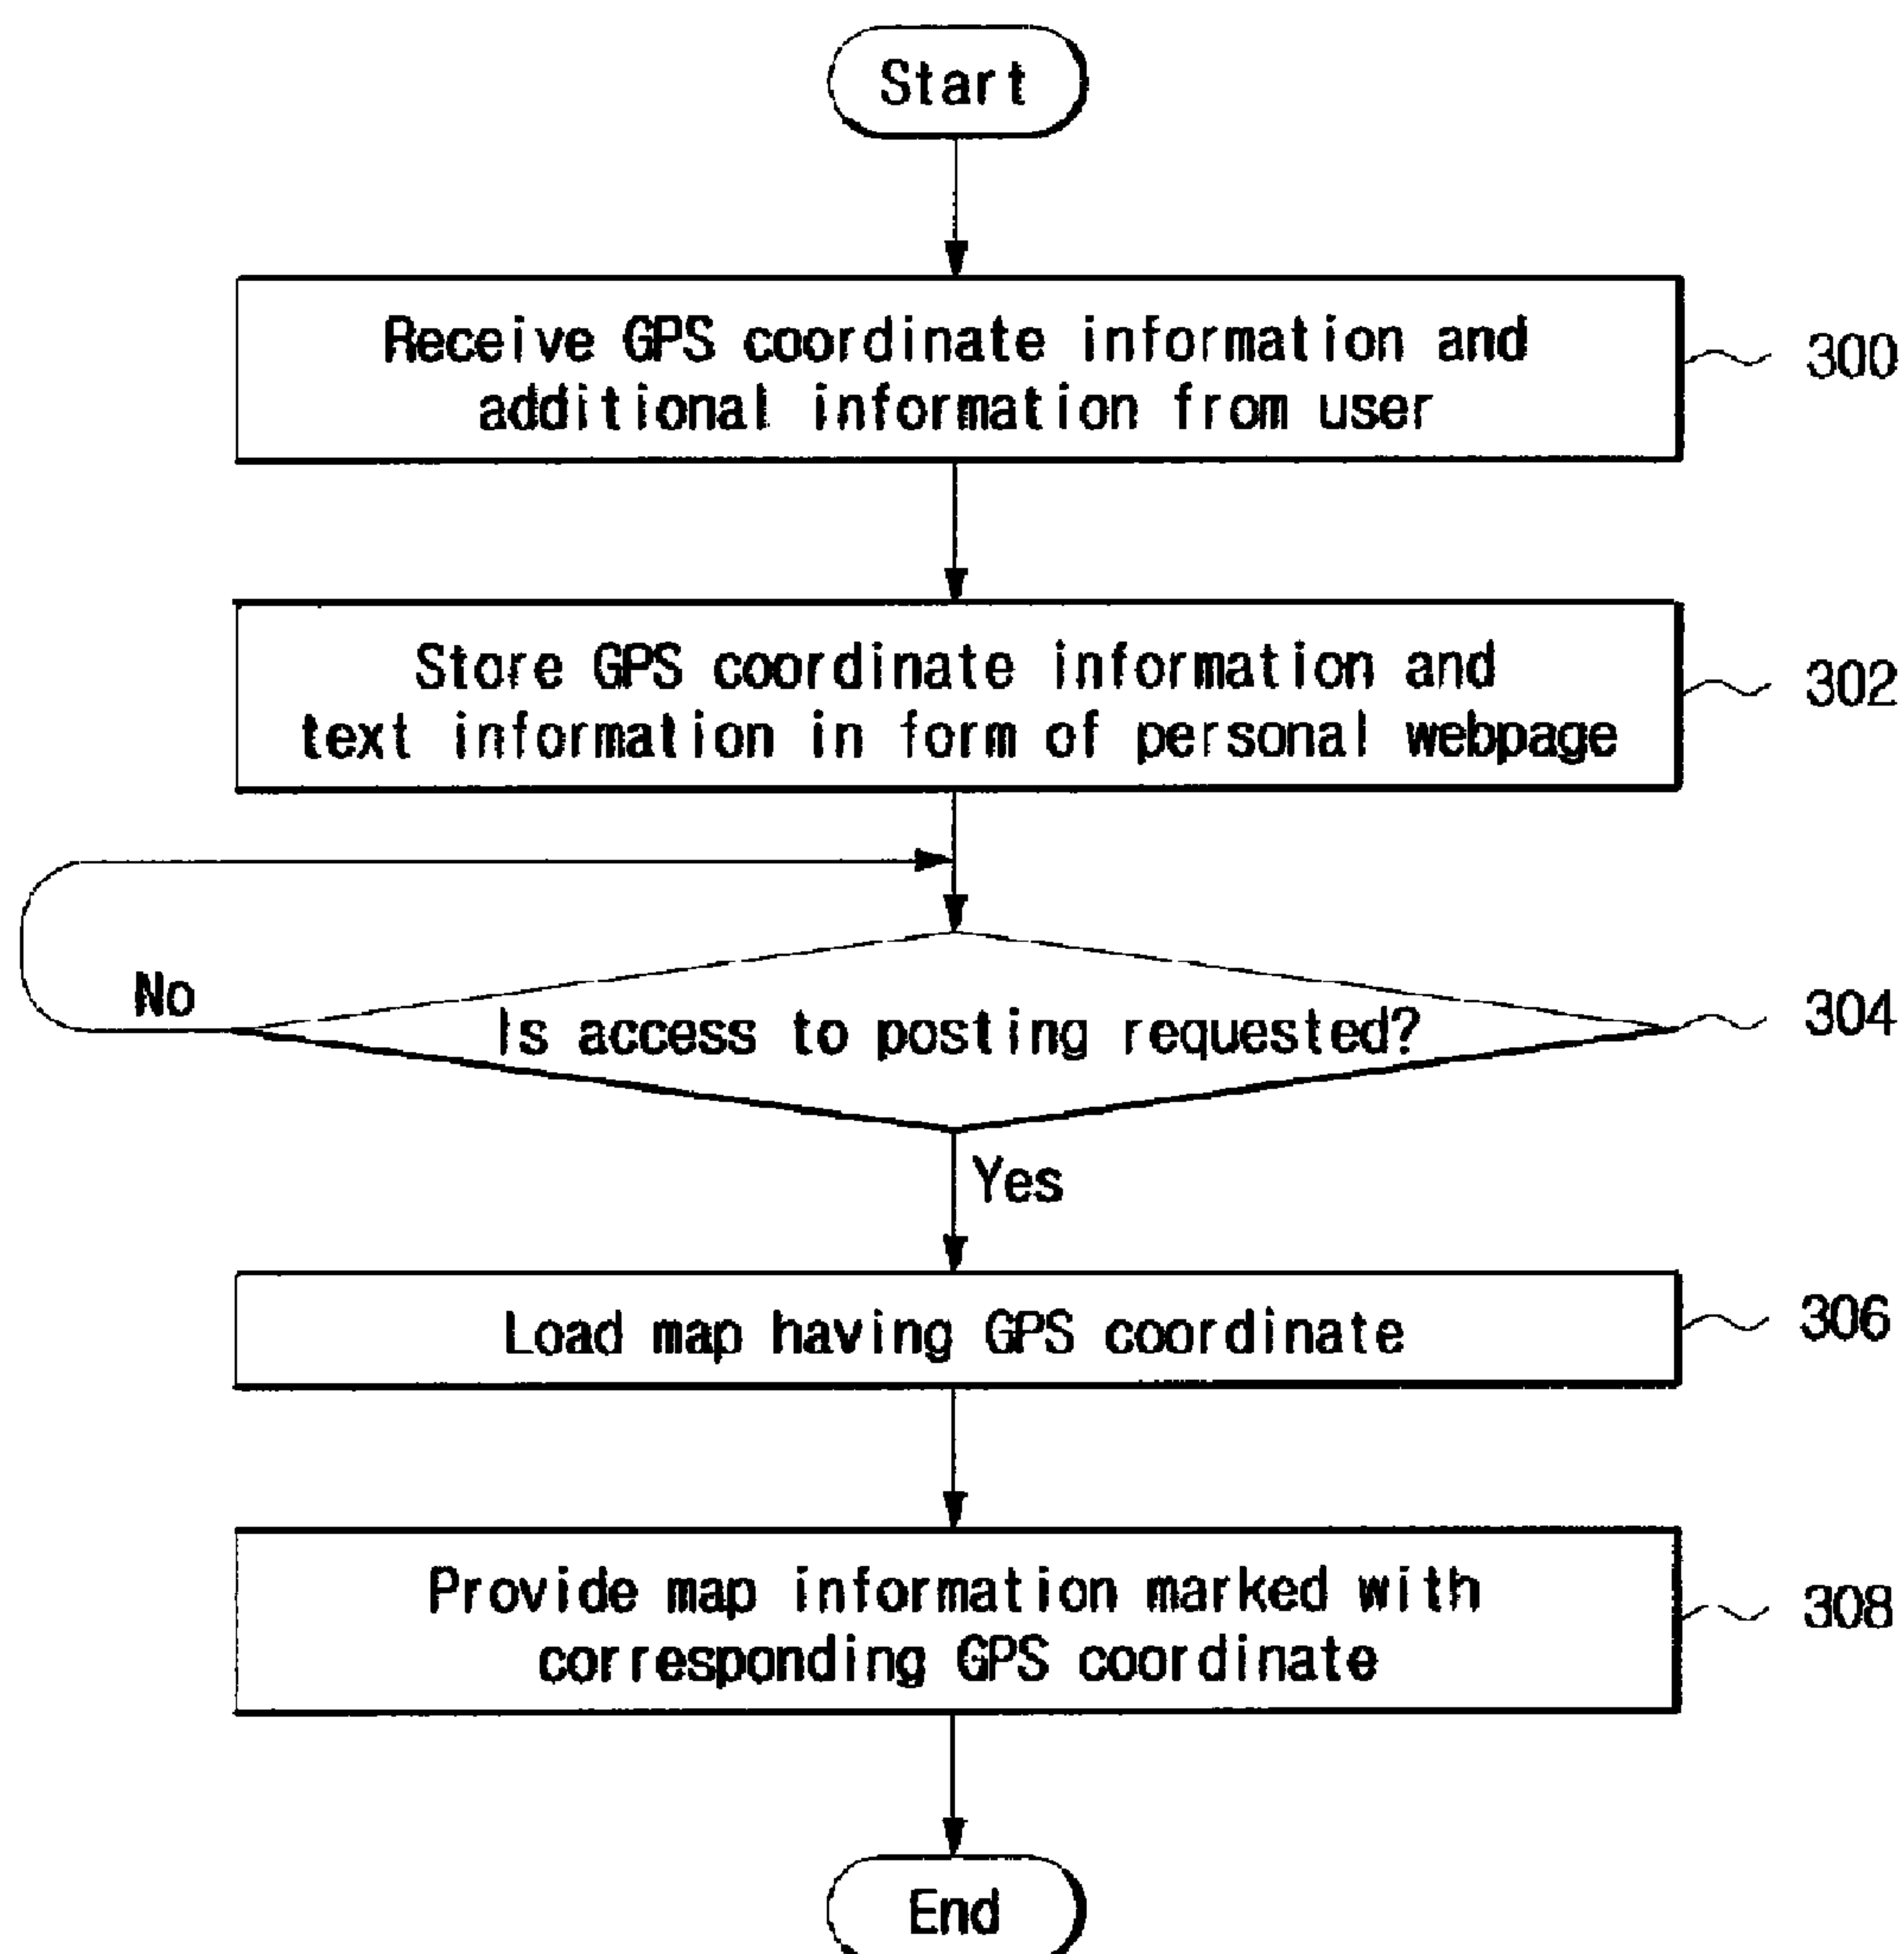 Start
Receive GPS coordinate information and
additional information from user
300
Store GPS coordinate information and
text information in form of personal webpage
302
No
Is access to posting requested?
304
Yes
Load map having GPS coordinate
306
Provide map information marked with
corresponding GPS coordinate
308
End